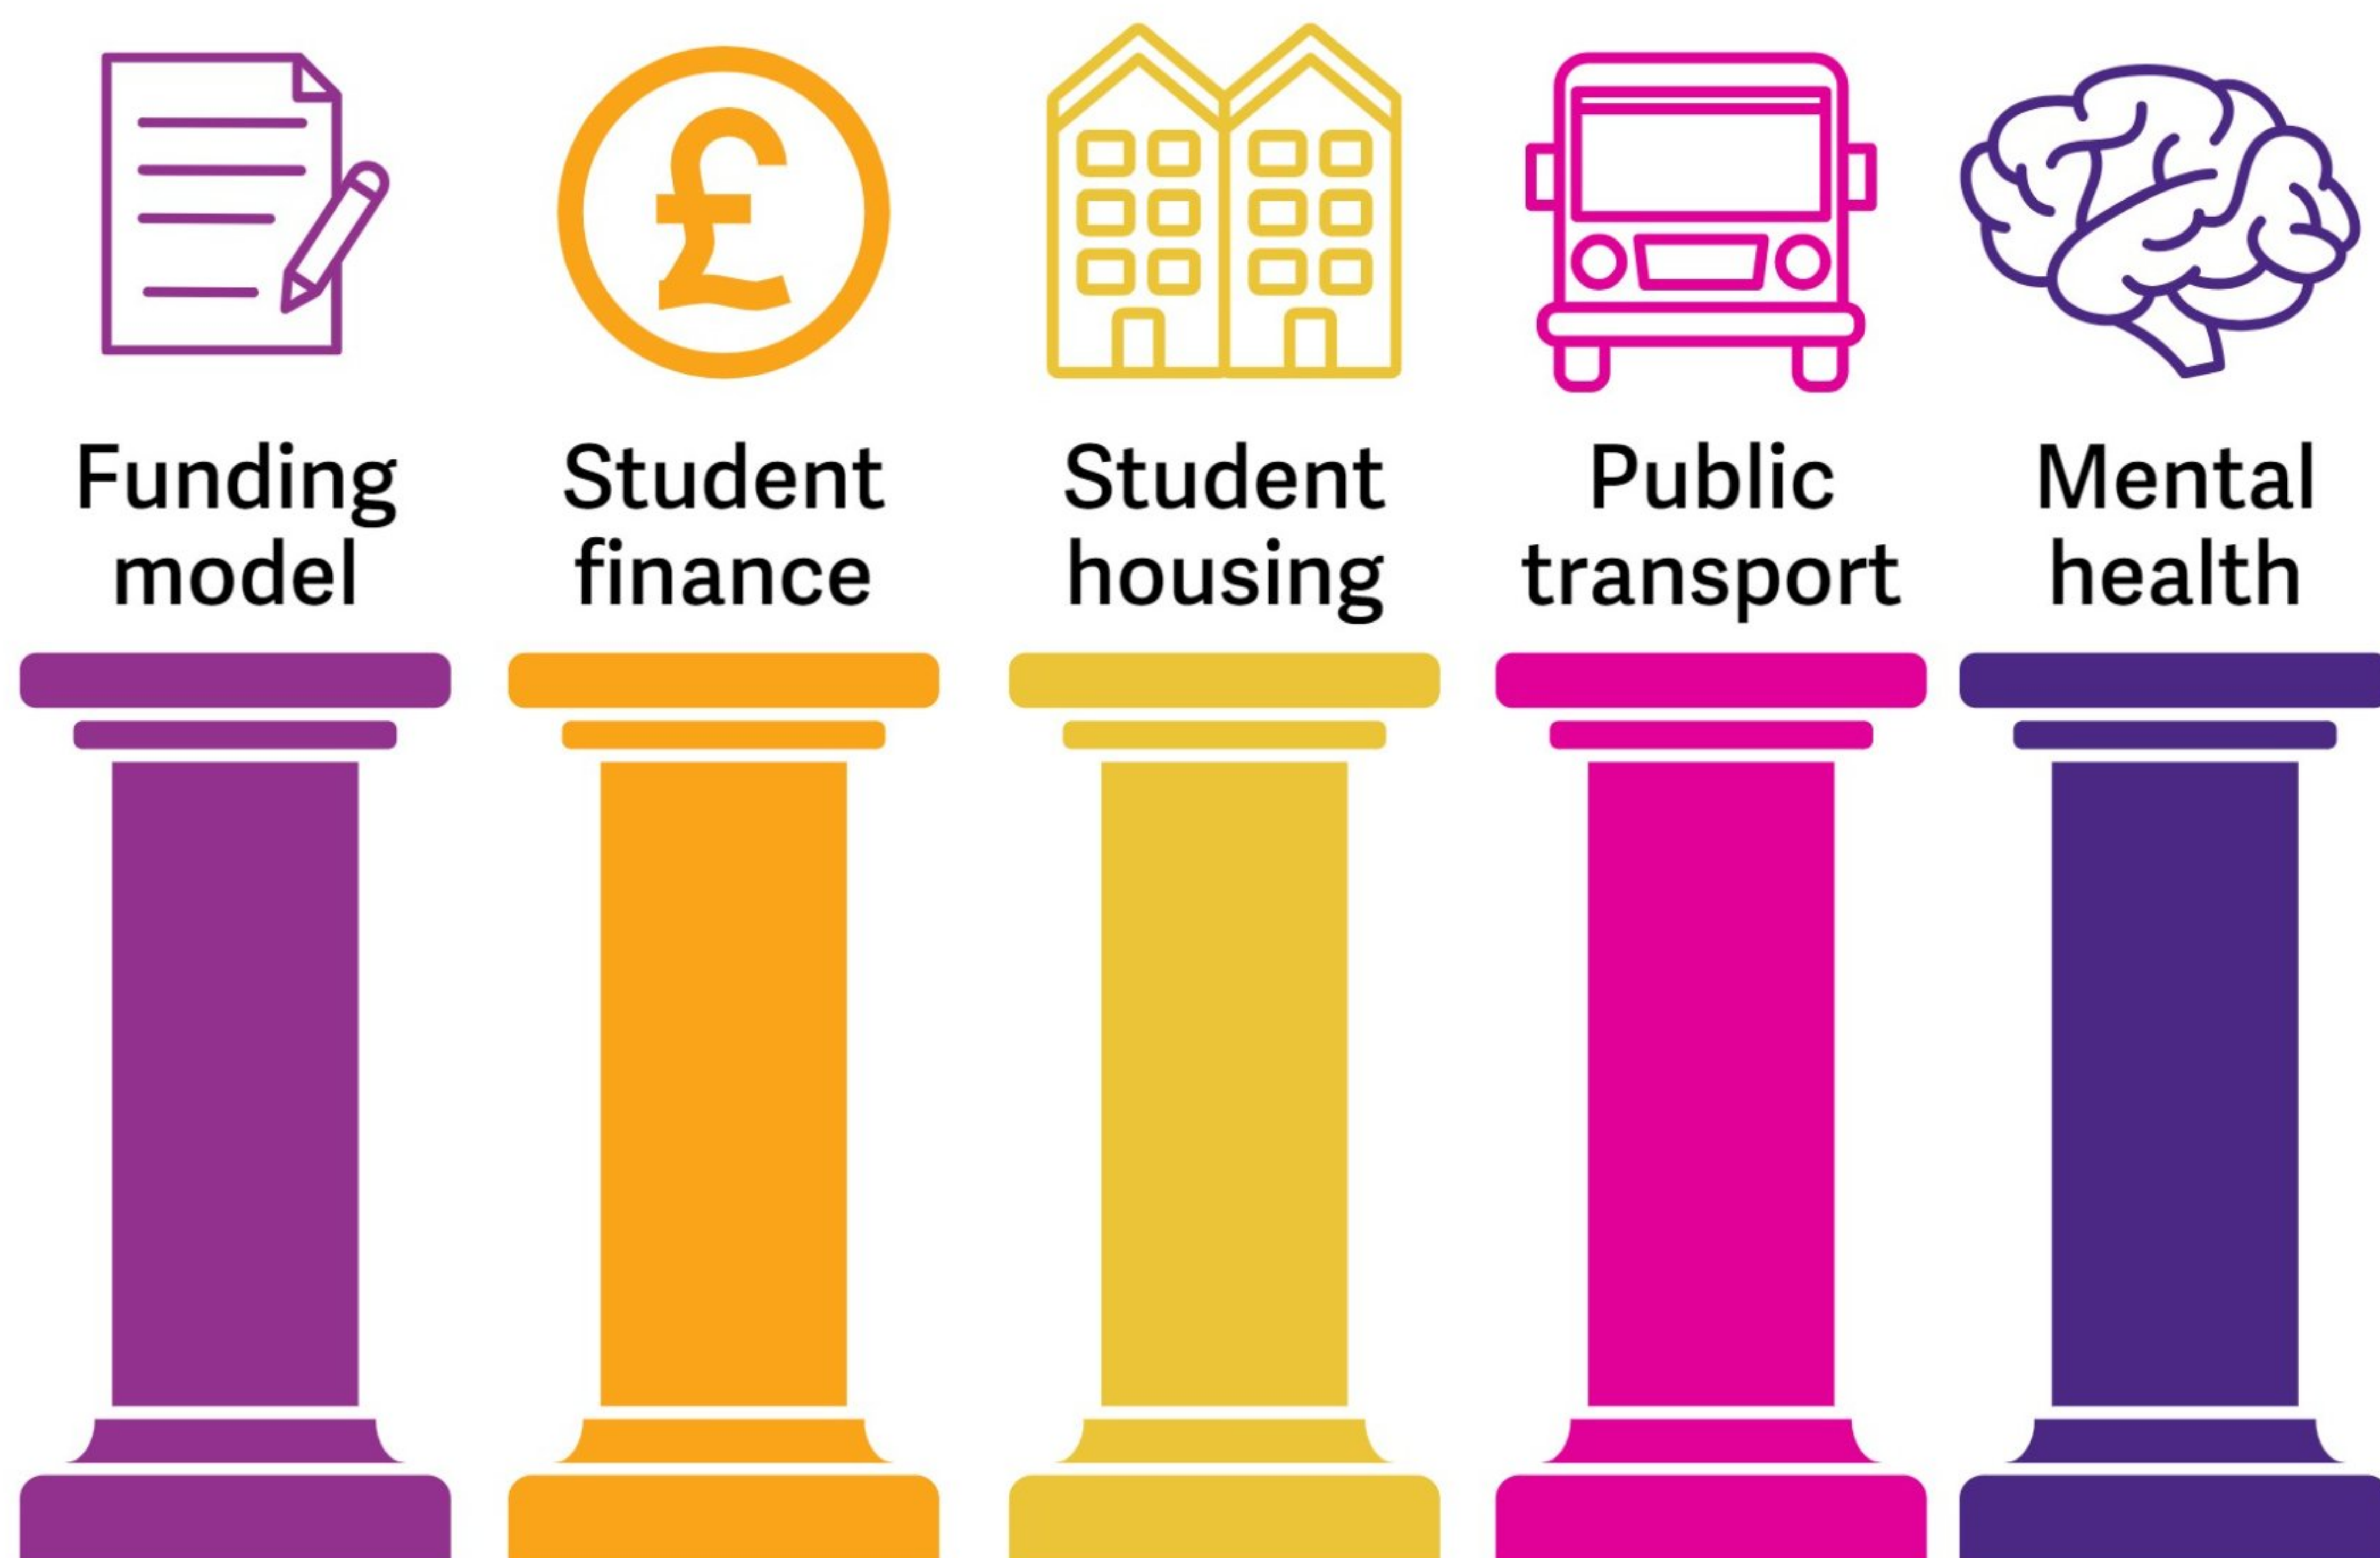 £
Funding
model
Student
finance
Student
housing
Public
transport
Mental
health